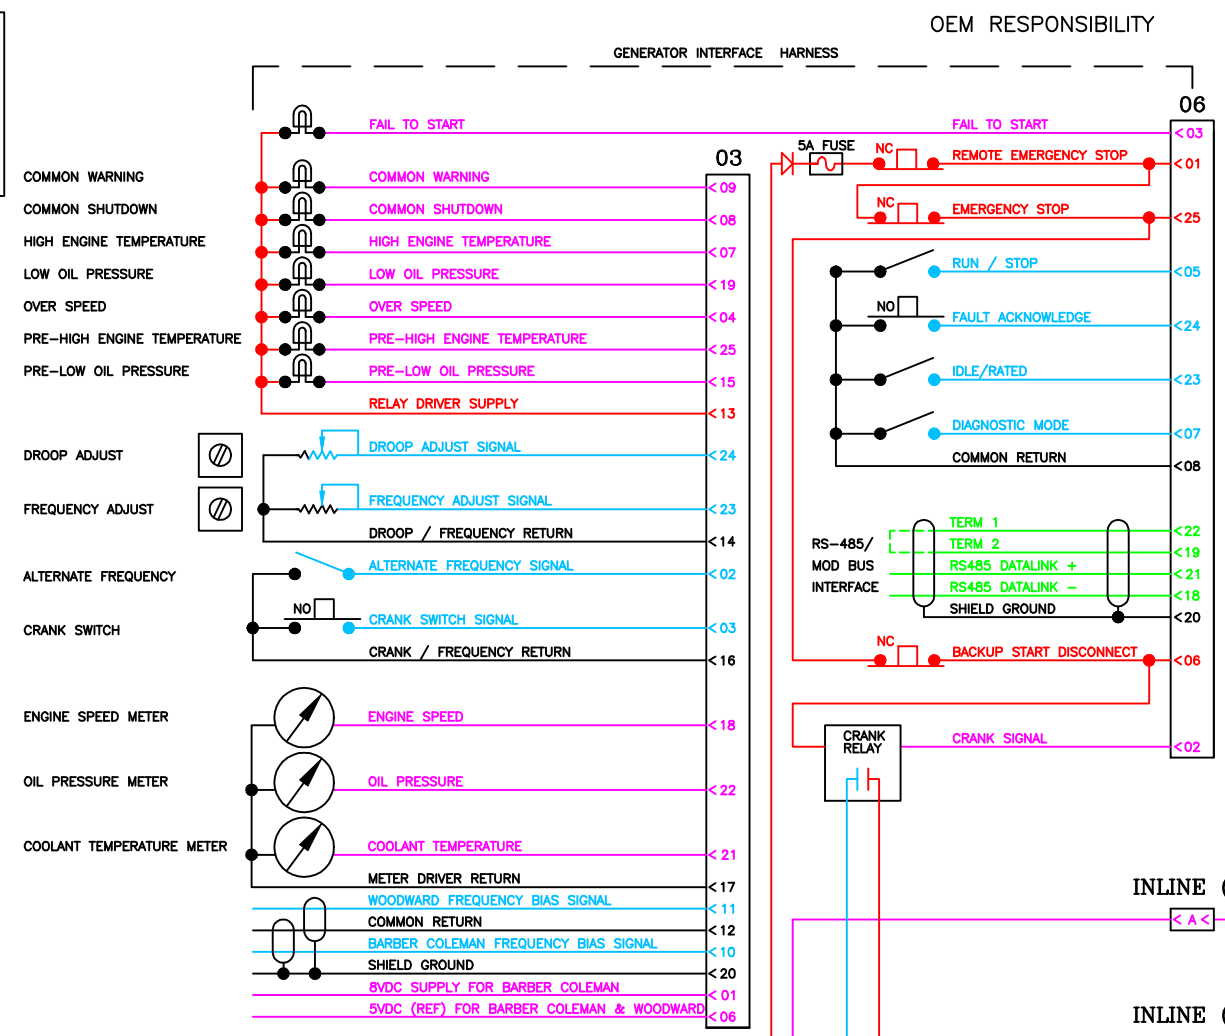 OEM RESPONSIBILITY
GENERATOR INTERFACE HARNESS
06
FAIL TO START
FAIL TO START
<03
5A FUSE
NC
REMOTE EMERGENCY STOP
<01
03
COMMON WARNING
COMMON WARNING
<09
COMMON SHUTDOWN
COMMON SHUTDOWN
<08
NC
EMERGENCY STOP
<25
HIGH ENGINE TEMPERATURE
HIGH ENGINE TEMPERATURE
<07
LOW OIL PRESSURE
LOW OIL PRESSURE
<19
RUN / STOP
<05
OVER SPEED
OVER SPEED
<04
NO
FAULT ACKNOWLEDGE
<24
PRE-HIGH ENGINE TEMPERATURE
PRE-HIGH ENGINE TEMPERATURE
<25
PRE-LOW OIL PRESSURE
PRE-LOW OIL PRESSURE
<15
IDLE/RATED
<23
RELAY DRIVER SUPPLY
<13
DIAGNOSTIC MODE
<07
DROOP ADJUST
DROOP ADJUST SIGNAL
<24
COMMON RETURN
<08
FREQUENCY ADJUST
FREQUENCY ADJUST SIGNAL
<23
DROOP / FREQUENCY RETURN
<14
RS-485/
MOD BUS
INTERFACE
TERM 1
<22
TERM 2
<19
RS485 DATALINK +
<21
RS485 DATALINK -
<18
SHIELD GROUND
<20
ALTERNATE FREQUENCY
ALTERNATE FREQUENCY SIGNAL
<02
CRANK SWITCH
NO
CRANK SWITCH SIGNAL
<03
CRANK / FREQUENCY RETURN
<16
NC
BACKUP START DISCONNECT
<06
ENGINE SPEED METER
ENGINE SPEED
<18
CRANK
RELAY
CRANK SIGNAL
<02
OIL PRESSURE METER
OIL PRESSURE
<22
COOLANT TEMPERATURE METER
COOLANT TEMPERATURE
<21
METER DRIVER RETURN
<17
WOODWARD FREQUENCY BIAS SIGNAL
<11
COMMON RETURN
<12
BARBER COLEMAN FREQUENCY BIAS SIGNAL
<10
SHIELD GROUND
<20
8VDC SUPPLY FOR BARBER COLEMAN
<01
5VDC (REF) FOR BARBER COLEMAN & WOODWARD
<06
INLINE (
<A<
INLINE (